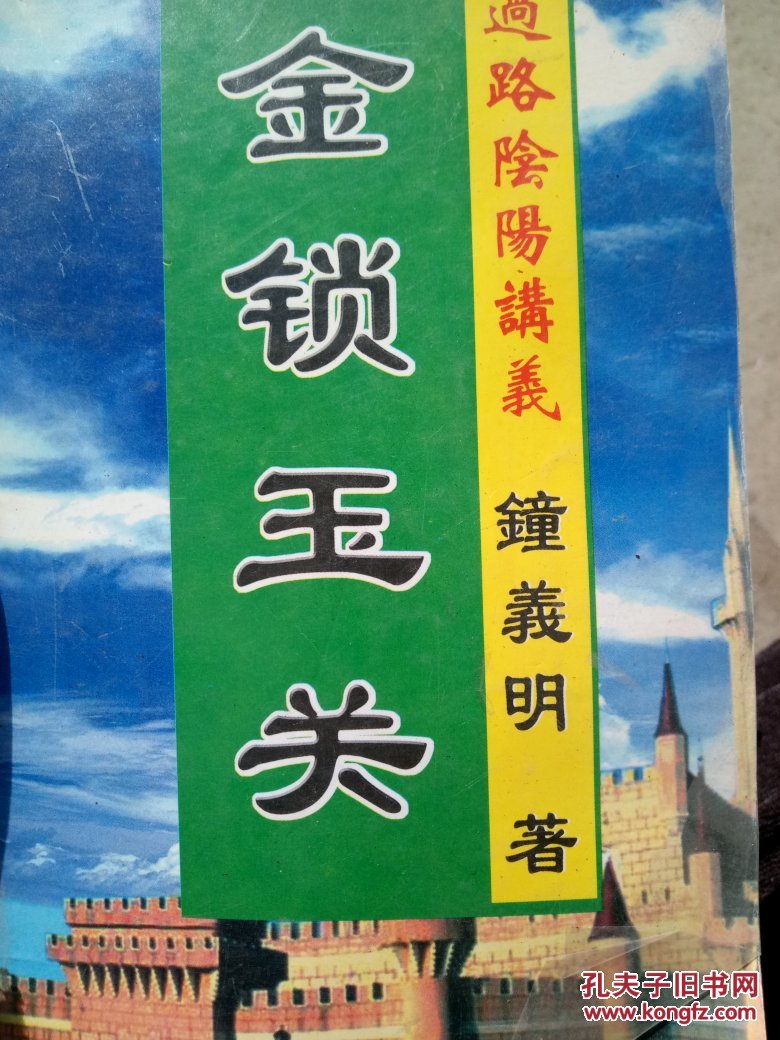 過路陰陽講義 鐘義明 著
金锁玉关
孔夫子旧书网
www.kongfz.com